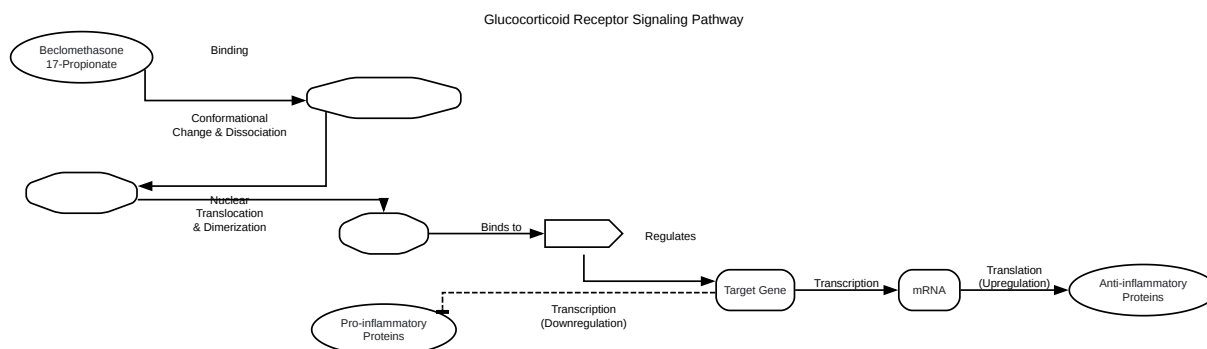 Glucocorticoid Receptor Signaling Pathway
Beclomethasone
17-Propionate
Binding
Conformational
Change & Dissociation
Nuclear
Translocation
& Dimerization
Binds to
Regulates
Target Gene
Transcription
mRNA
Translation
(Upregulation)
Anti-inflammatory
Proteins
Transcription
(Downregulation)
Pro-inflammatory
Proteins